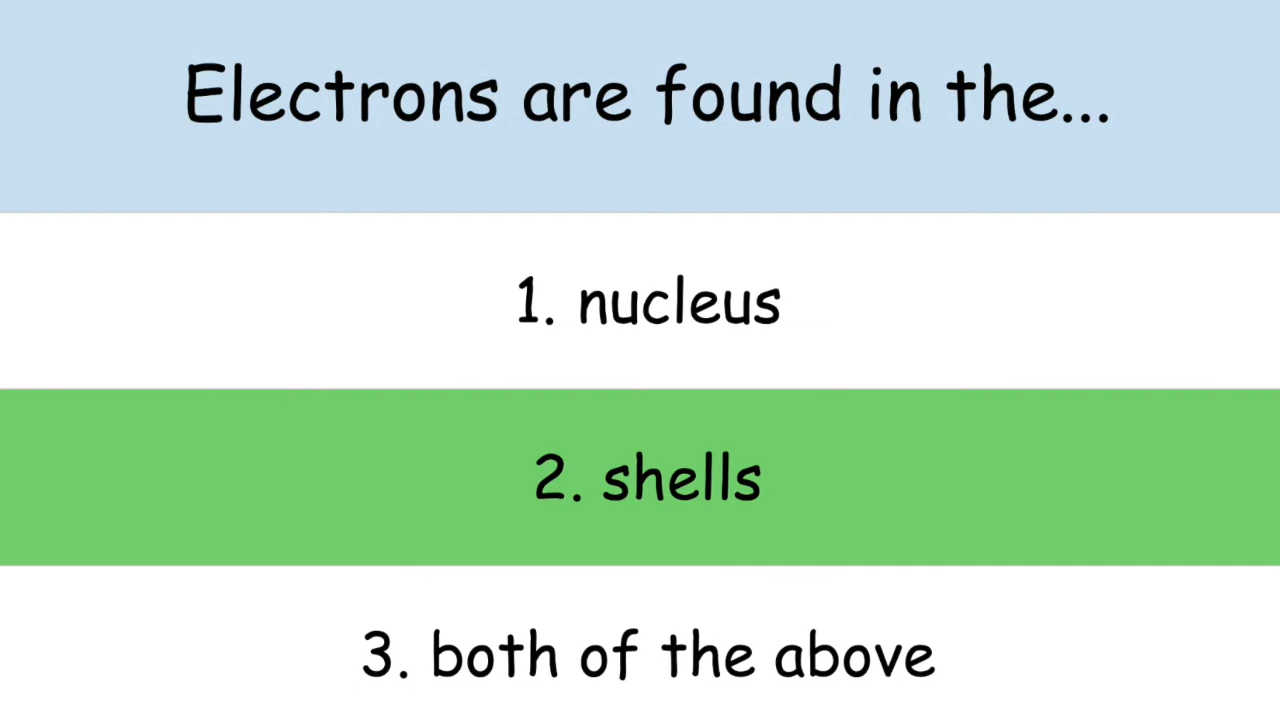 Electrons are found in the...
1. nucleus
2. shells
3. both of the above